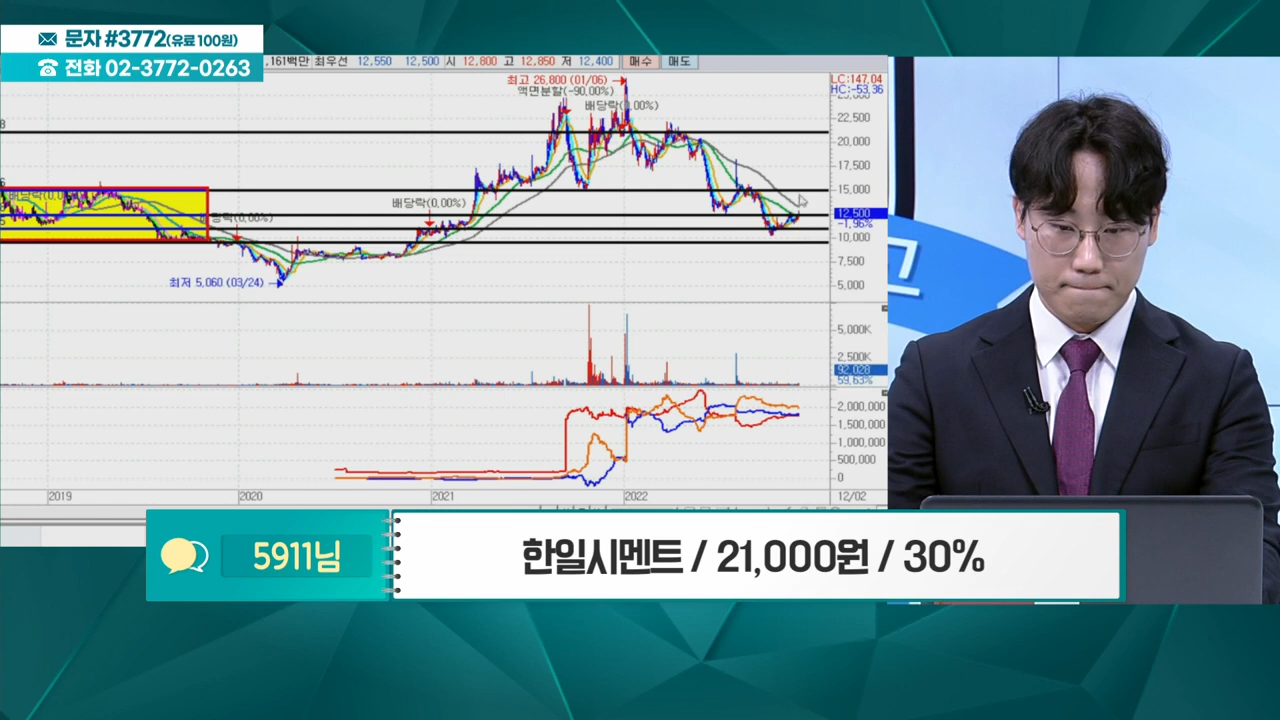 문자 #3772(유료 100원)
전화 02-3772-0263
,161백만 최우선 12,550 12,500 시 12,800 고 12,850 저 12,400 매수 매도
최고 26,800 (01/06)
액면분할(-90,00%)
배당락(0,00%)
LC:147,04
HC:-53,36
25,000
22,500
20,000
17,500
15,000
12,500
-1,96%
10,000
7,500
5,000
배당락(0,00%)
최저 5,060 (03/24)
5,000K
2,500K
92,028
59,63%
2,000,000
1,500,000
1,000,000
500,000
0
2019 2020 2021 2022 12/02
고
5911님
한일시멘트 / 21,000원 / 30%